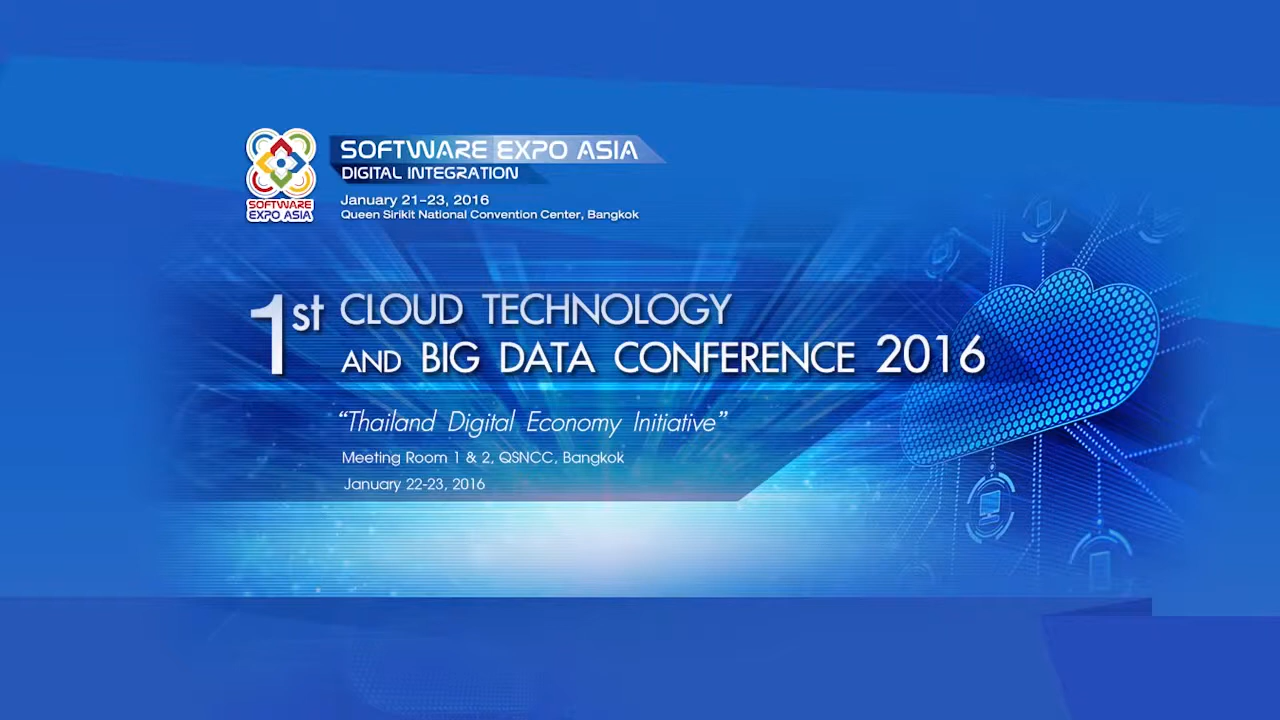 SOFTWARE EXPO ASIA
DIGITAL INTEGRATION
January 21-23, 2016
Queen Sirikit National Convention Center, Bangkok
SOFTWARE
EXPO ASIA
1st CLOUD TECHNOLOGY
AND BIG DATA CONFERENCE 2016
“Thailand Digital Economy Initiative”
Meeting Room 1 & 2, QSNCC, Bangkok
January 22-23, 2016